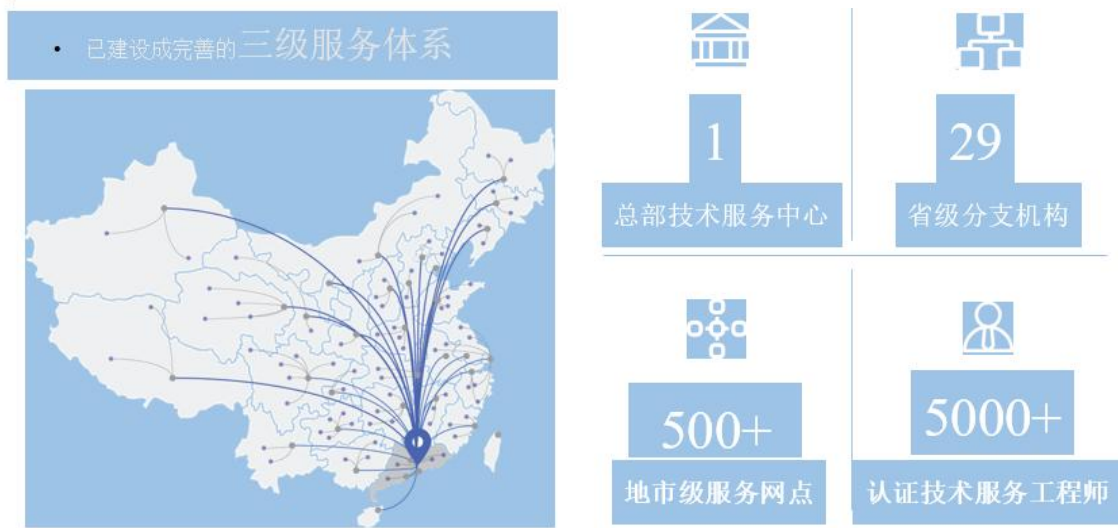 • 已建设成完善的三级服务体系
1
总部技术服务中心
29
省级分支机构
500+
地市级服务网点
5000+
认证技术服务工程师